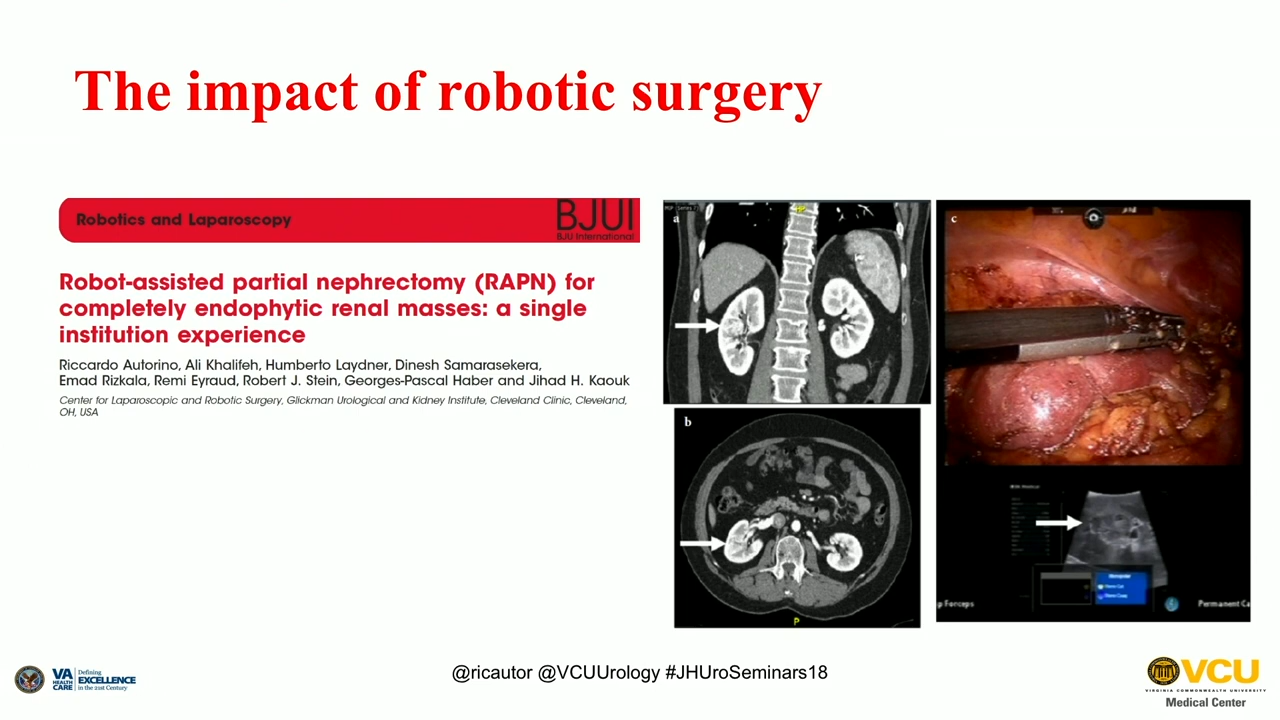 The impact of robotic surgery
Robotics and Laparoscopy
BJUI
BJU International
Robot-assisted partial nephrectomy (RAPN) for
completely endophytic renal masses: a single
institution experience
Riccardo Autorino, Ali Khalifeh, Humberto Laydner, Dinesh Samarasekera,
Emad Rizkala, Remi Eyraud, Robert J. Stein, Georges-Pascal Haber and Jihad H. Kaouk
Center for Laparoscopic and Robotic Surgery, Glickman Urological and Kidney Institute, Cleveland Clinic, Cleveland,
OH, USA
a
b
P
c
p Forceps
Permanent Ca
VA
HEALTH
CARE
Defining
EXCELLENCE
in the 21st Century
@ricautor @VCUUrology #JHUroSeminars18
VCU
VIRGINIA COMMONWEALTH UNIVERSITY
Medical Center